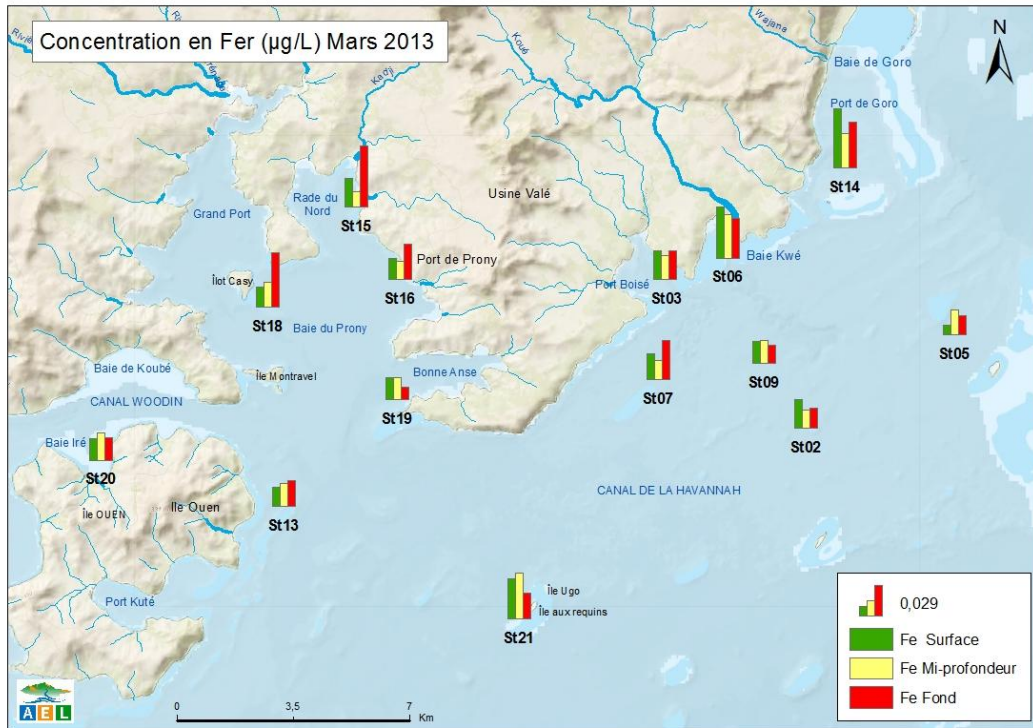 Concentration en Fer (µg/L) Mars 2013
N
Kadji
Koué
Wajana
Baie de Goro
Port de Goro
St14
Rade du
Nord
St15
Usine Valé
Grand Port
Port de Prony
St16
Îlot Casy
St18
Baie du Prony
Port Boisé
St03
St06
Baie Kwé
St05
Baie de Koubé
Île Montravel
Bonne Anse
St19
St07
St09
St02
CANAL WOODIN
Baie Iré
St20
Île OUEN
Île Ouen
St13
CANAL DE LA HAVANNAH
Port Kuté
Île Ugo
Île aux requins
St21
0,029
Fe Surface
Fe Mi-profondeur
Fe Fond
AEL
0 3,5 7
Km